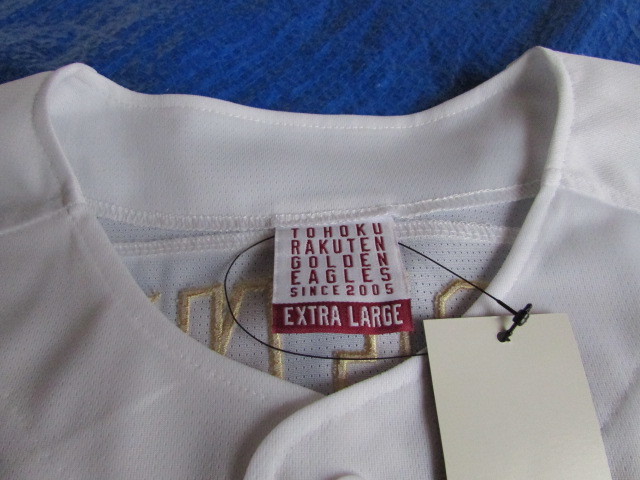 TOHOKU
RAKUTEN
GOLDEN
EAGLES
SINCE 2005
EXTRA LARGE